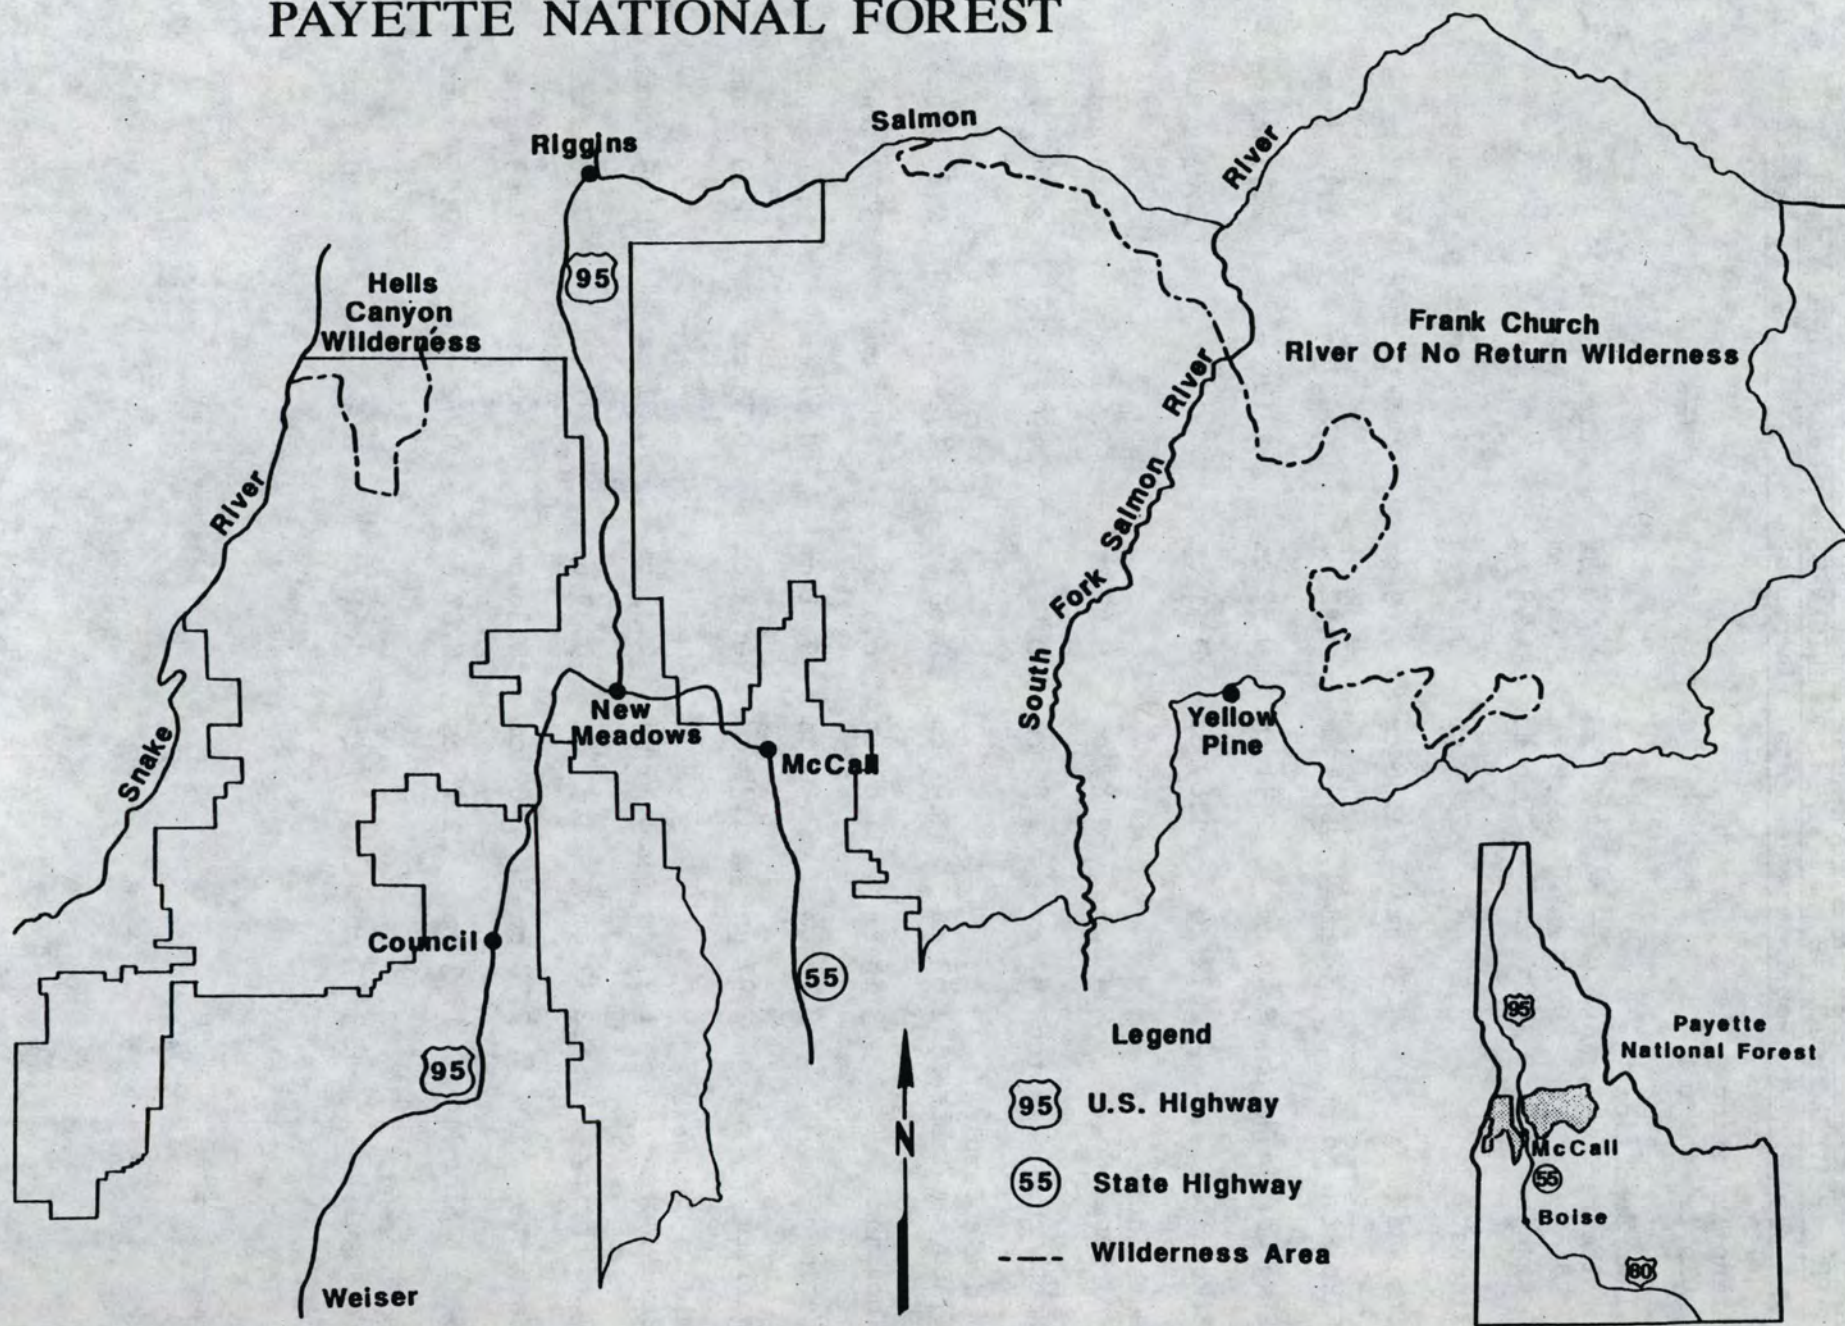 PAYETTE NATIONAL FOREST
Salmon
River
Riggins
95
Hells
Canyon
Wilderness
Frank Church
River Of No Return Wilderness
Snake River
South Fork Salmon River
New
Meadows
McCall
Yellow
Pine
Council
55
95
Weiser
N
Legend
95 U.S. Highway
55 State Highway
Wilderness Area
95
Payette
National Forest
McCall
55
Boise
80